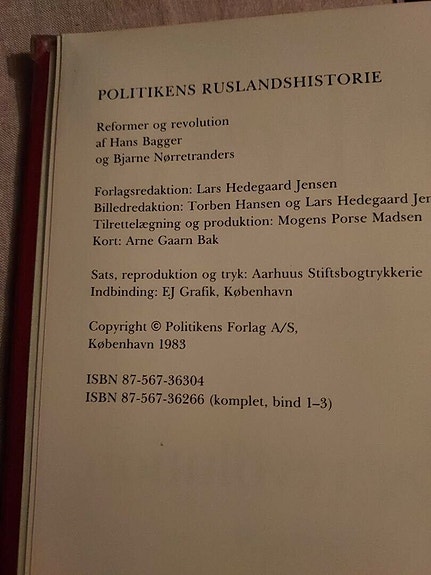 POLITIKENS RUSLANDSHISTORIE
Reformer og revolution
af Hans Bagger
og Bjarne Nørretranders
Forlagsredaktion: Lars Hedegaard Jensen
Billedredaktion: Torben Hansen og Lars Hedegaard Jer
Tilrettelægning og produktion: Mogens Porse Madsen
Kort: Arne Gaarn Bak
Sats, reproduktion og tryk: Aarhuus Stiftsbogtrykkerie
Indbinding: EJ Grafik, København
Copyright © Politikens Forlag A/S,
København 1983
ISBN 87-567-36304
ISBN 87-567-36266 (komplet, bind I–3)